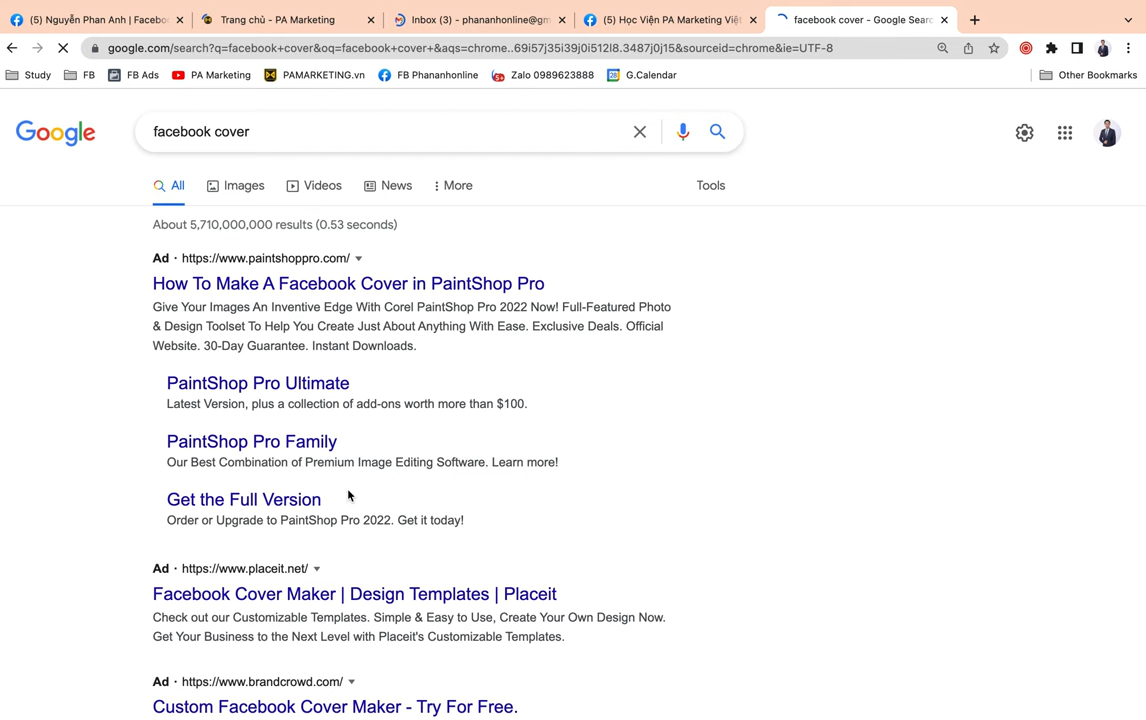 (5) Nguyễn Phan Anh | Facebo
Trang chủ - PA Marketing
Inbox (3) - phananhonline@gm
(5) Học Viện PA Marketing Việt
facebook cover - Google Searc
google.com/search?q=facebook+cover&oq=facebook+cover+&aqs=chrome..69i57j35i39j0i512l8.3487j0j15&sourceid=chrome&ie=UTF-8
Study FB FB Ads PA Marketing PAMARKETING.vn FB Phananhonline Zalo 0989623888 G.Calendar Other Bookmarks
Google facebook cover
All Images Videos News More Tools
About 5,710,000,000 results (0.53 seconds)
Ad · https://www.paintshoppro.com/
How To Make A Facebook Cover in PaintShop Pro
Give Your Images An Inventive Edge With Corel PaintShop Pro 2022 Now! Full-Featured Photo
& Design Toolset To Help You Create Just About Anything With Ease. Exclusive Deals. Official
Website. 30-Day Guarantee. Instant Downloads.
PaintShop Pro Ultimate
Latest Version, plus a collection of add-ons worth more than $100.
PaintShop Pro Family
Our Best Combination of Premium Image Editing Software. Learn more!
Get the Full Version
Order or Upgrade to PaintShop Pro 2022. Get it today!
Ad · https://www.placeit.net/
Facebook Cover Maker | Design Templates | Placeit
Check out our Customizable Templates. Simple & Easy to Use, Create Your Own Design Now.
Get Your Business to the Next Level with Placeit's Customizable Templates.
Ad · https://www.brandcrowd.com/
Custom Facebook Cover Maker - Try For Free.